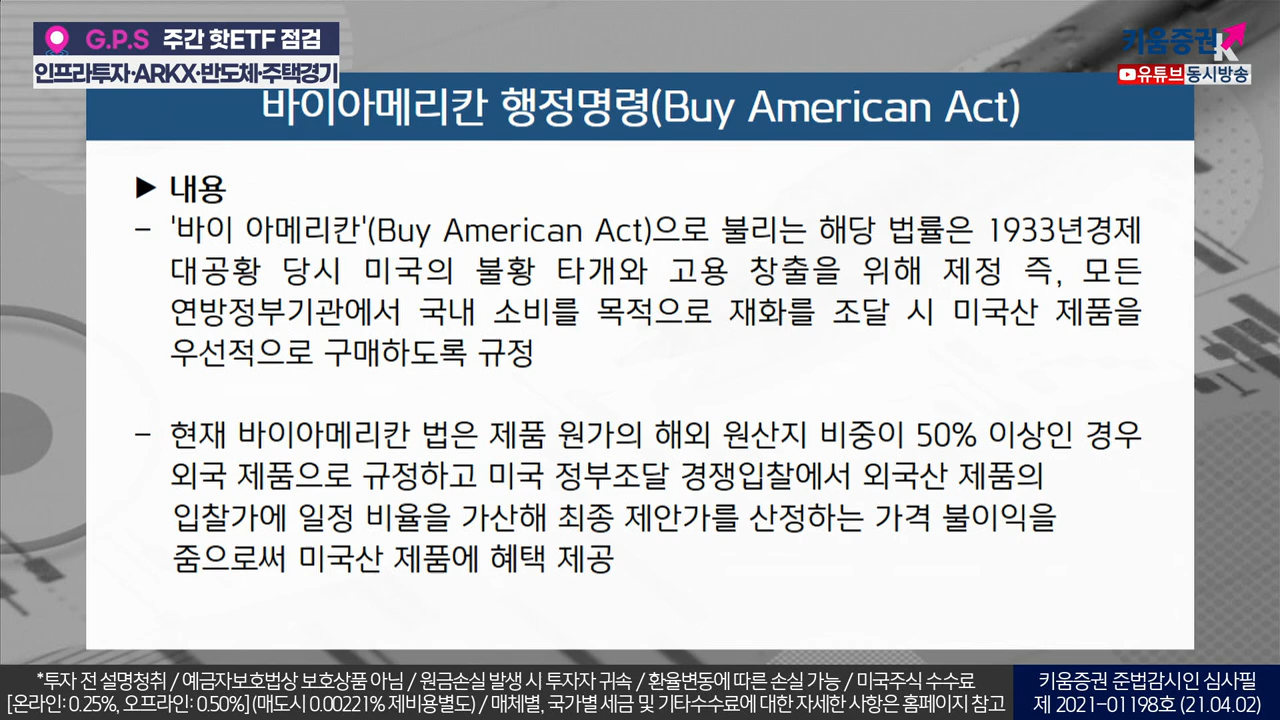 G.P.S 주간 핫ETF 점검
인프라투자·ARKX·반도체·주택경기
키움증권
유튜브동시방송
바이아메리칸 행정명령(Buy American Act)
▶ 내용
– '바이 아메리칸'(Buy American Act)으로 불리는 해당 법률은 1933년경제
대공황 당시 미국의 불황 타개와 고용 창출을 위해 제정 즉, 모든
연방정부기관에서 국내 소비를 목적으로 재화를 조달 시 미국산 제품을
우선적으로 구매하도록 규정
– 현재 바이아메리칸 법은 제품 원가의 해외 원산지 비중이 50% 이상인 경우
외국 제품으로 규정하고 미국 정부조달 경쟁입찰에서 외국산 제품의
입찰가에 일정 비율을 가산해 최종 제안가를 산정하는 가격 불이익을
줌으로써 미국산 제품에 혜택 제공
*투자 전 설명청취 / 예금자보호법상 보호상품 아님 / 원금손실 발생 시 투자자 귀속 / 환율변동에 따른 손실 가능 / 미국주식 수수료
[온라인: 0.25%, 오프라인: 0.50%] (매도시 0.00221% 제비용별도) / 매체별, 국가별 세금 및 기타수수료에 대한 자세한 사항은 홈페이지 참고
키움증권 준법감시인 심사필
제 2021-01198호 (21.04.02)